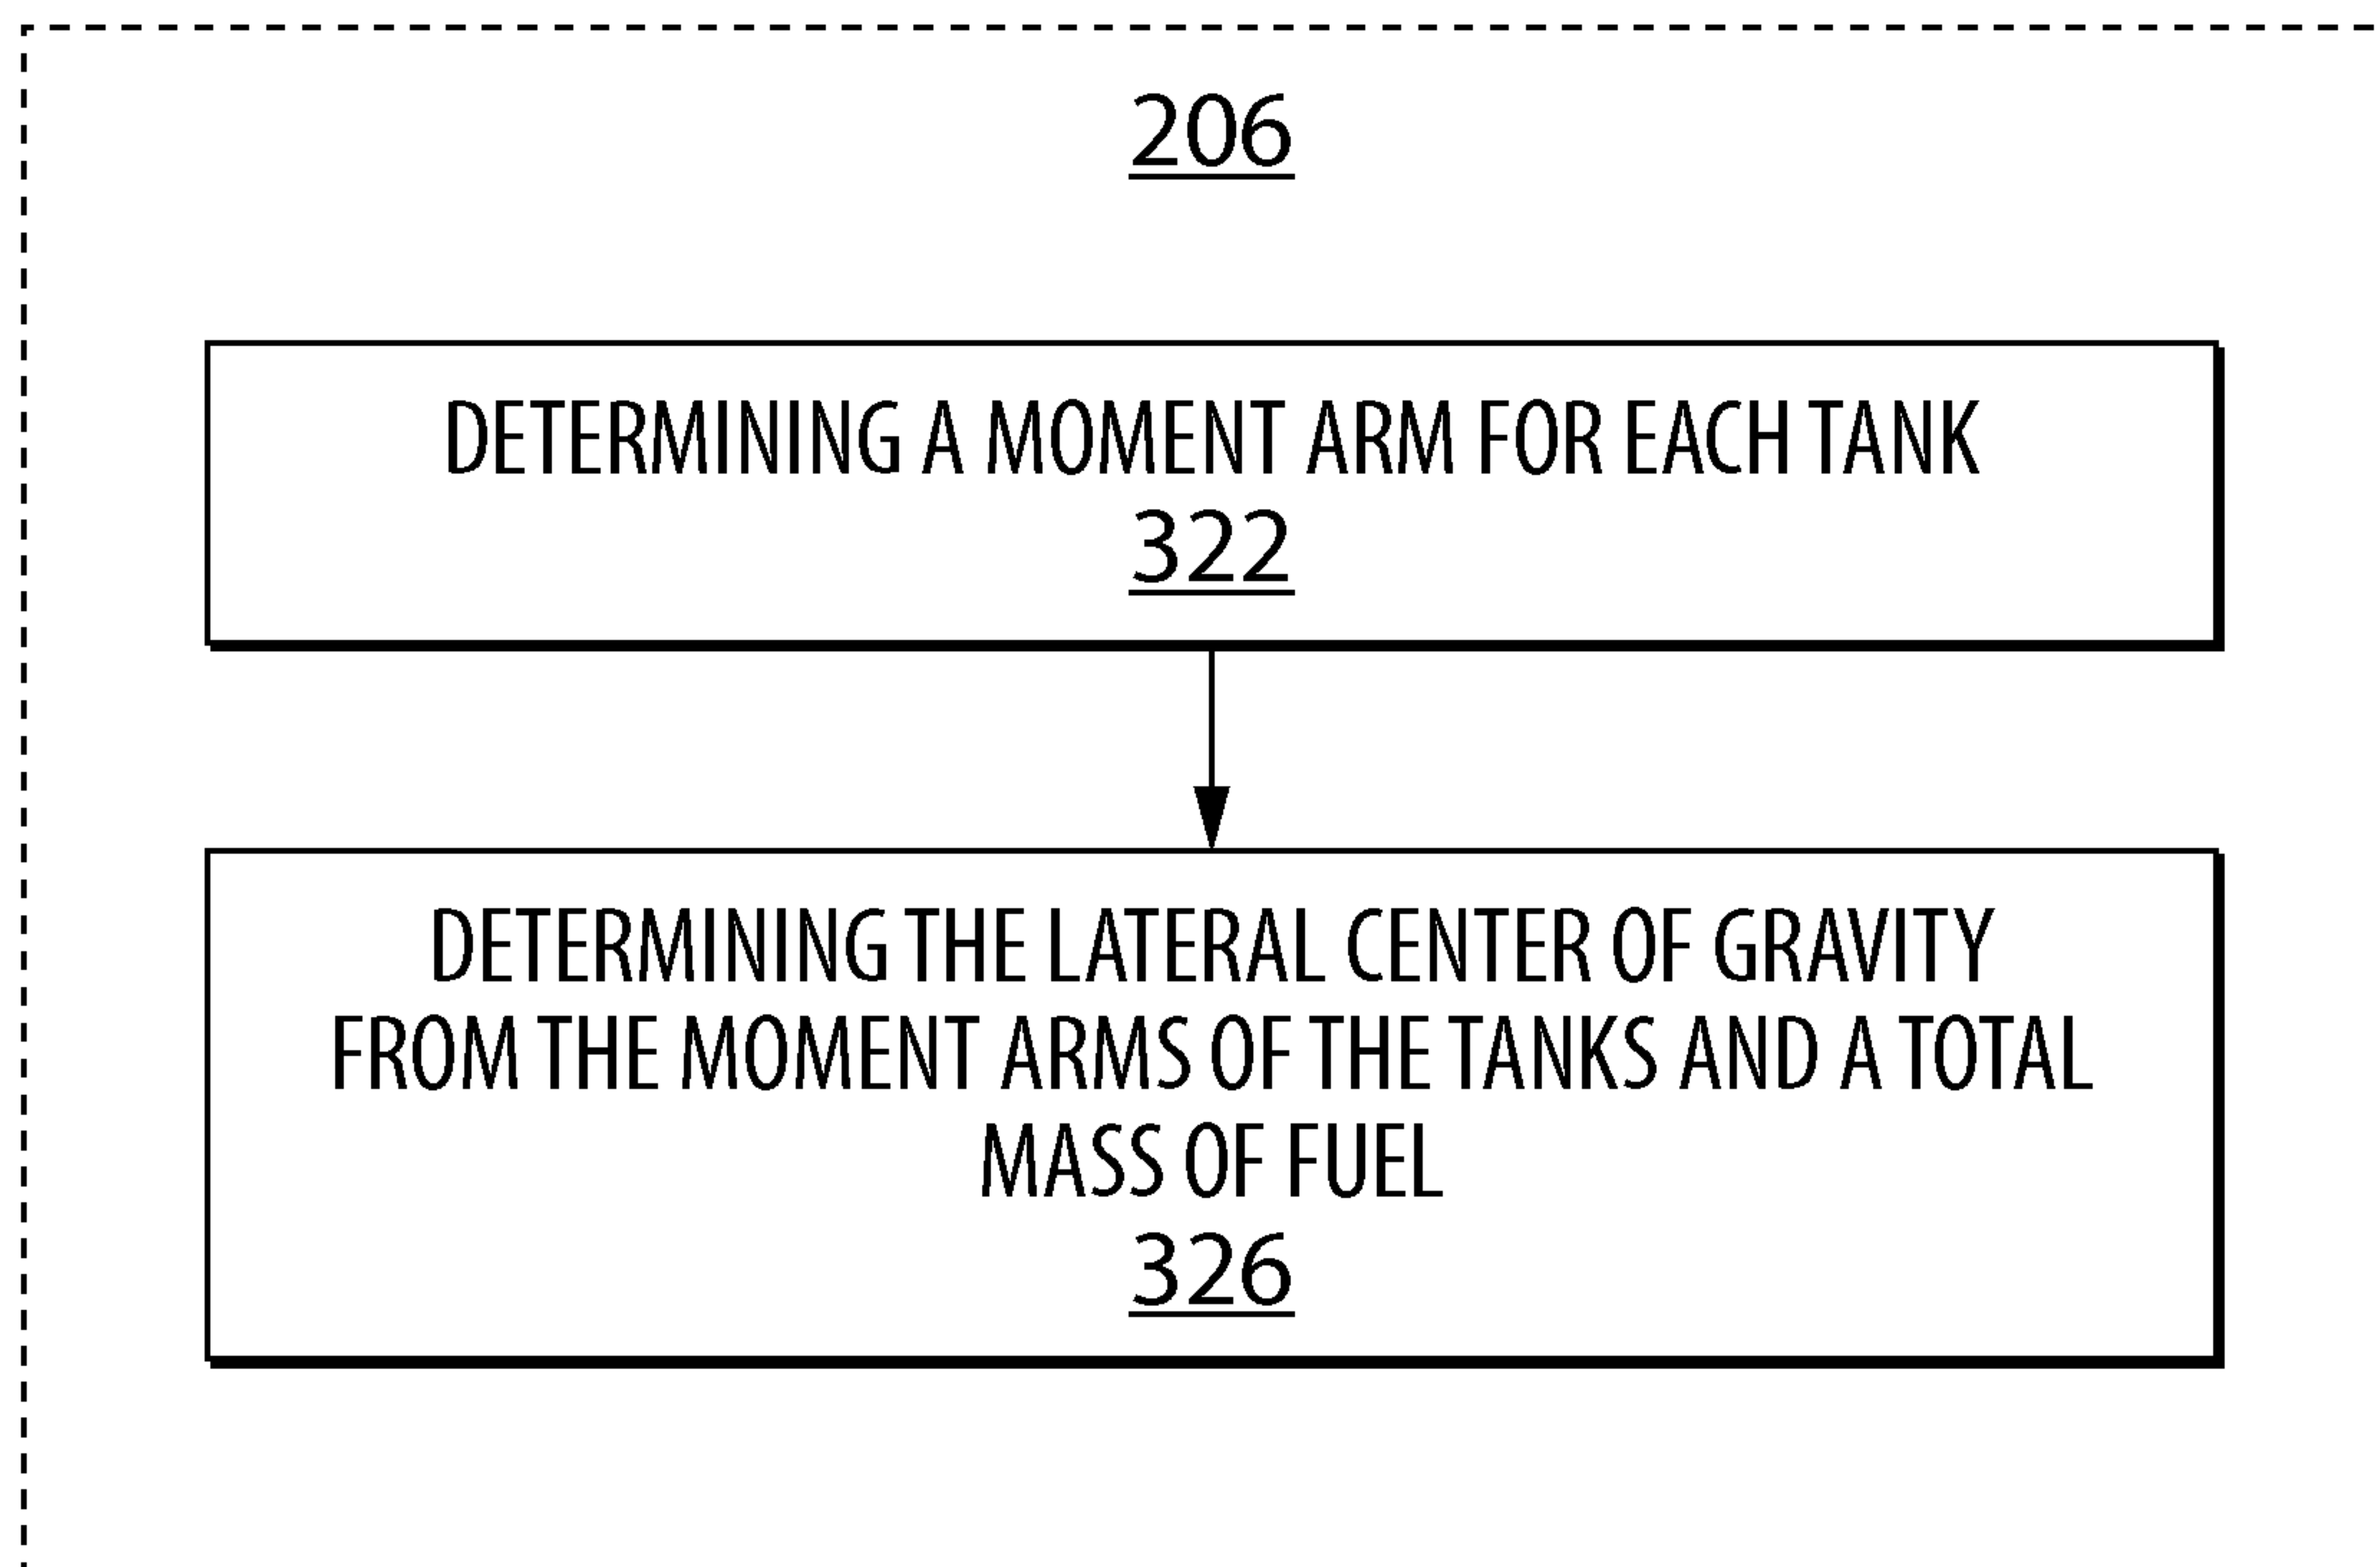 206
DETERMINING A MOMENT ARM FOR EACH TANK
322
DETERMINING THE LATERAL CENTER OF GRAVITY
FROM THE MOMENT ARMS OF THE TANKS AND A TOTAL
MASS OF FUEL
326